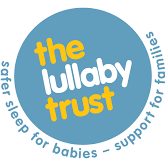 the
lullaby
trust
safer sleep for babies – support for families